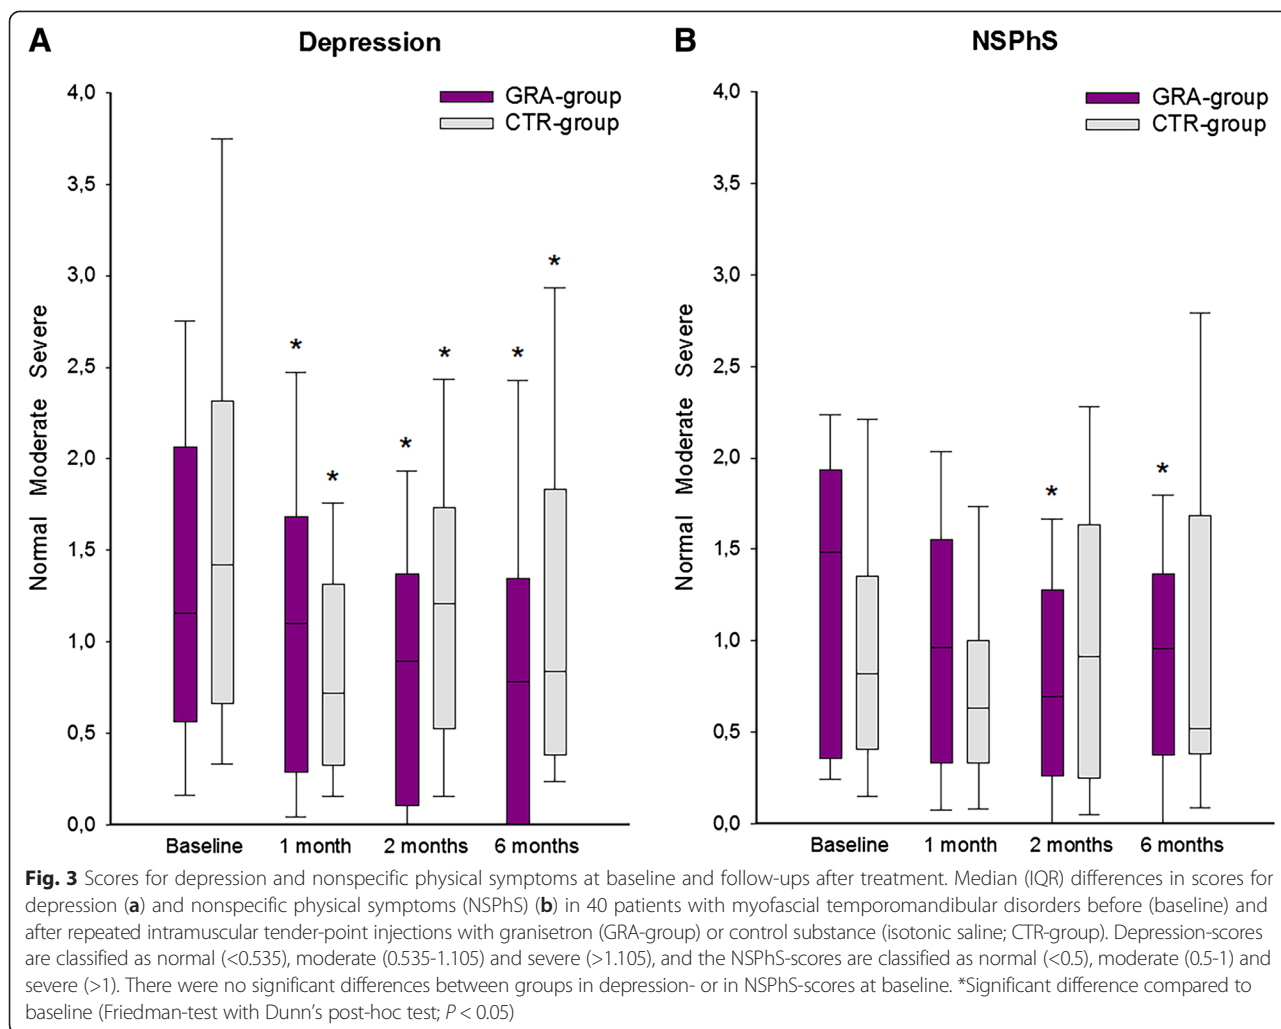 A
Depression
GRA-group
CTR-group
4,0
3,5
3,0
2,5
2,0
1,5
1,0
0,5
0,0
Normal Moderate Severe
* * * * * *
Baseline 1 month 2 months 6 months
B
NSPhS
GRA-group
CTR-group
4,0
3,5
3,0
2,5
2,0
1,5
1,0
0,5
0,0
Normal Moderate Severe
* *
Baseline 1 month 2 months 6 months
Fig. 3 Scores for depression and nonspecific physical symptoms at baseline and follow-ups after treatment. Median (IQR) differences in scores for
depression (a) and nonspecific physical symptoms (NSPhS) (b) in 40 patients with myofascial temporomandibular disorders before (baseline) and
after repeated intramuscular tender-point injections with granisetron (GRA-group) or control substance (isotonic saline; CTR-group). Depression-scores
are classified as normal (<0.535), moderate (0.535-1.105) and severe (>1.105), and the NSPhS-scores are classified as normal (<0.5), moderate (0.5-1) and
severe (>1). There were no significant differences between groups in depression- or in NSPhS-scores at baseline. *Significant difference compared to
baseline (Friedman-test with Dunn's post-hoc test; P < 0.05)